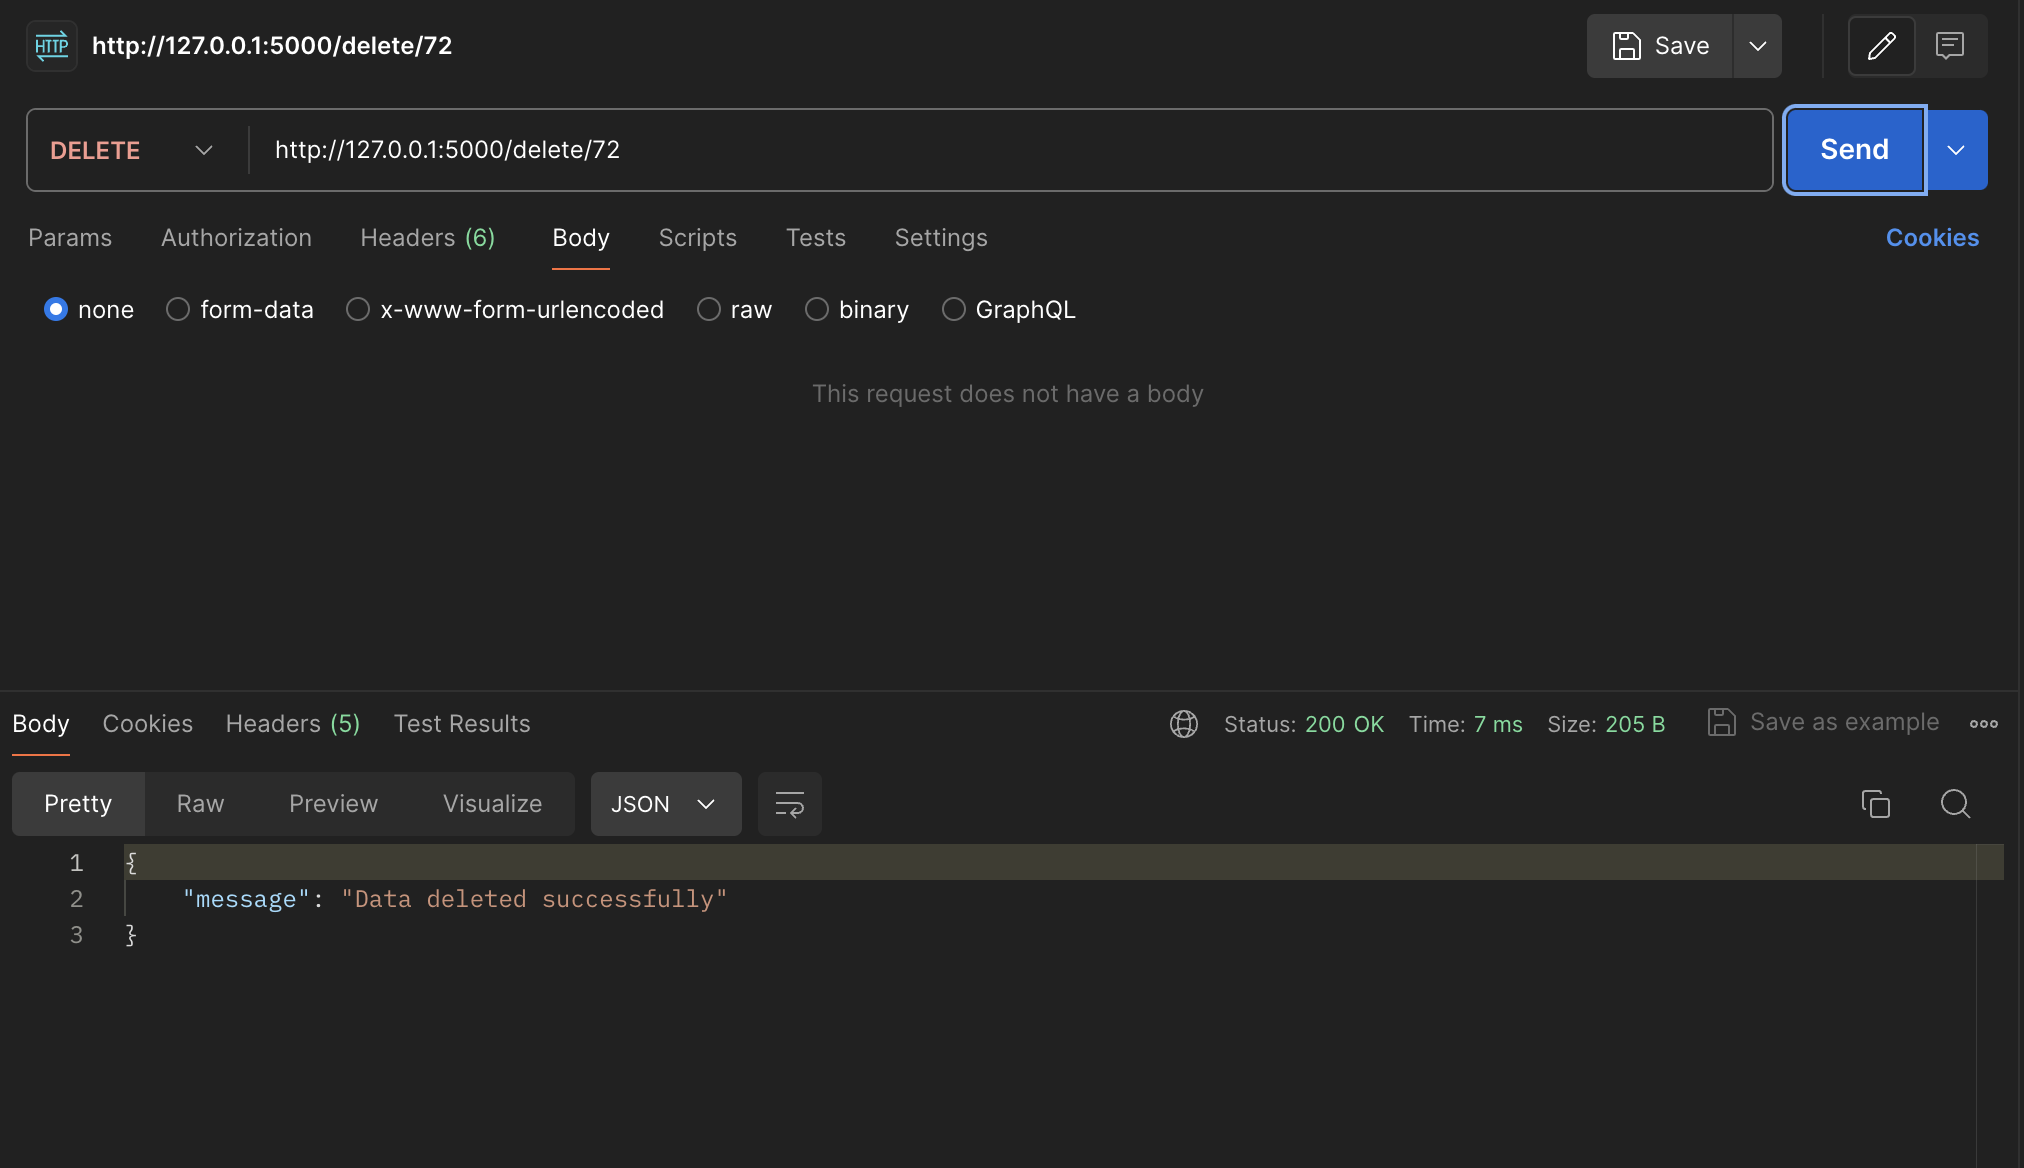 HTTP http://127.0.0.1:5000/delete/72 Save
DELETE http://127.0.0.1:5000/delete/72 Send
Params Authorization Headers (6) Body Scripts Tests Settings Cookies
none form-data x-www-form-urlencoded raw binary GraphQL
This request does not have a body
Body Cookies Headers (5) Test Results Status: 200 OK Time: 7 ms Size: 205 B Save as example
Pretty Raw Preview Visualize JSON
1 {
2 "message": "Data deleted successfully"
3 }